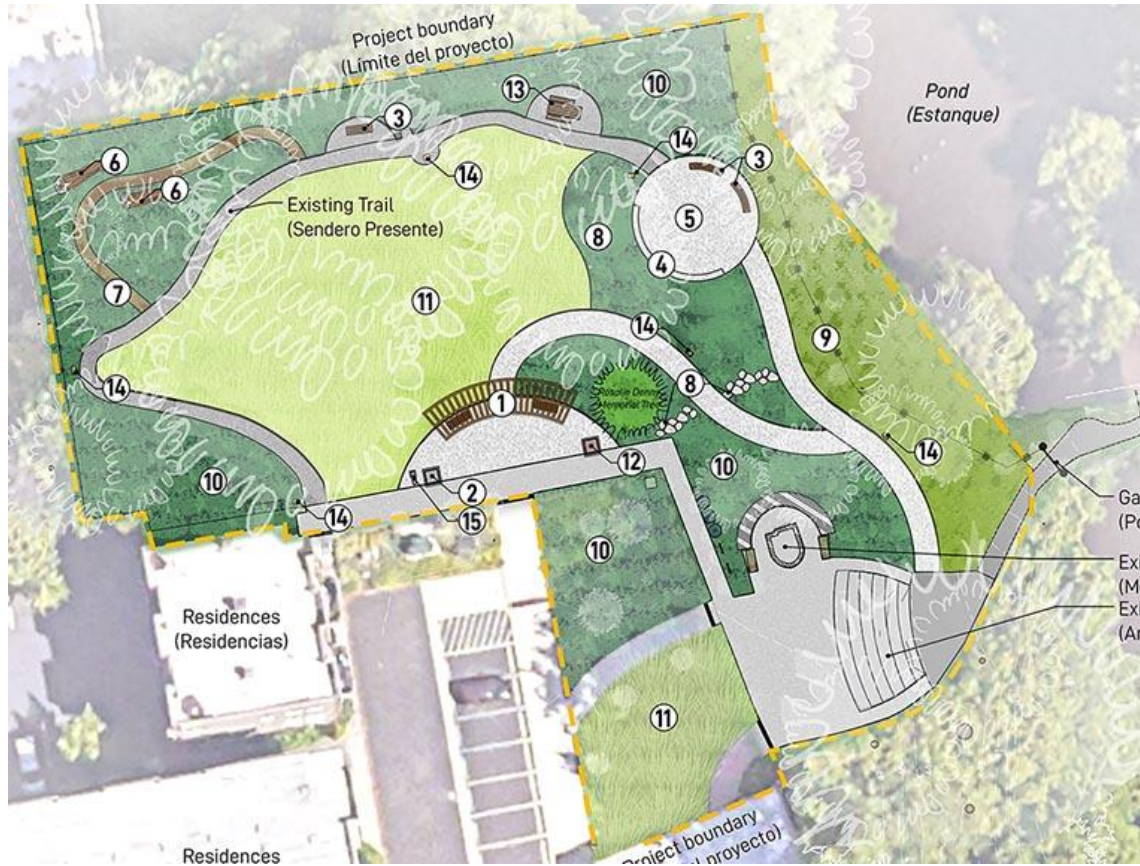 Project boundary
(Límite del proyecto)
Pond
(Estanque)
13
10
3
6
14
14
3
6
5
Existing Trail
(Sendero Presente)
8
4
7
11
14
9
14
8
1
14
12
10
10
2
14
15
10
Residences
(Residencias)
11
Project boundary
del proyecto)
Residences